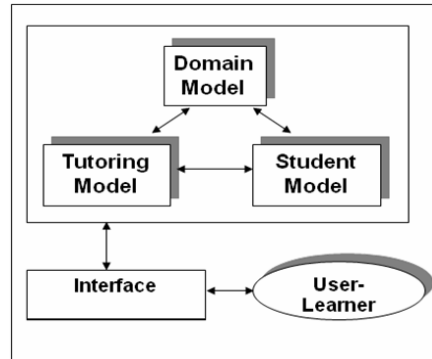 Domain
Model
Tutoring
Model
Student
Model
Interface
User-
Learner